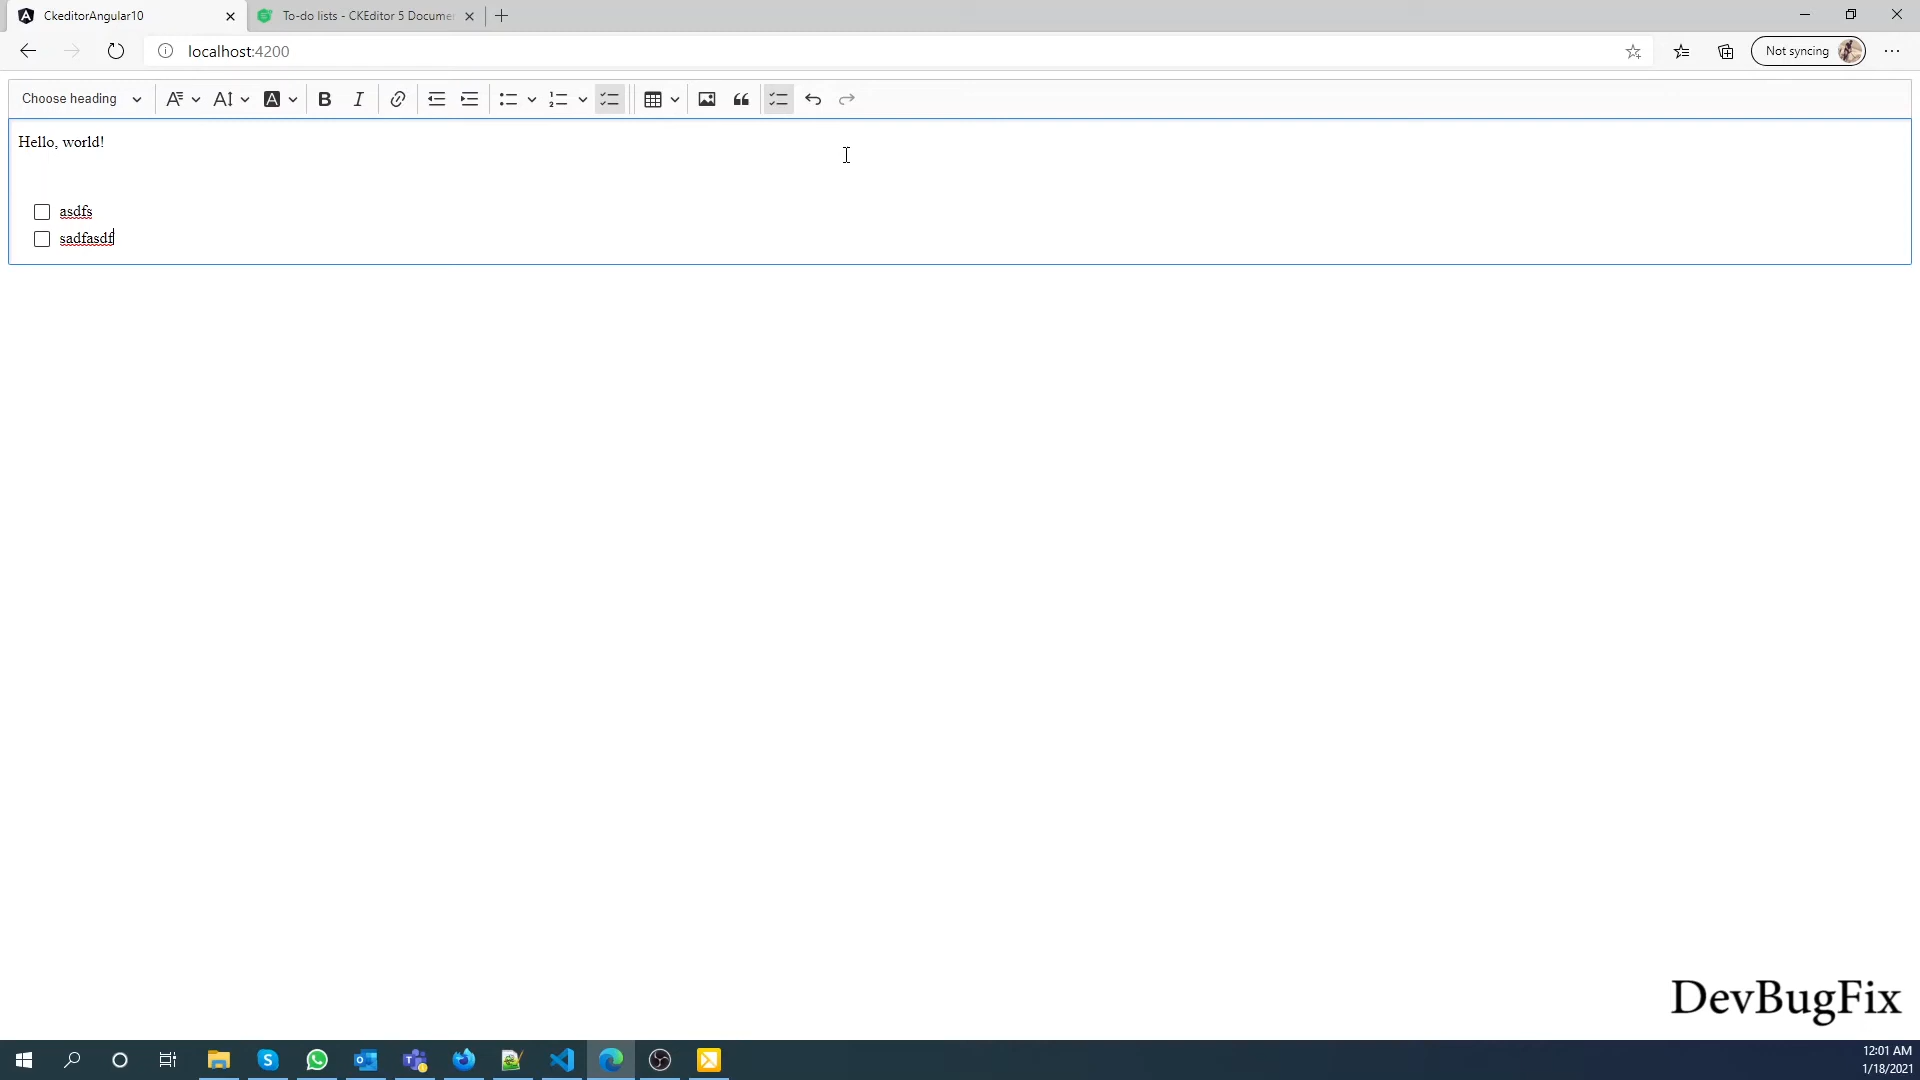 CkeditorAngular10
To-do lists - CKEditor 5 Documen
localhost:4200
Not syncing
Choose heading
Hello, world!
asdfs
sadfasdf
DevBugFix
12:01 AM
1/18/2021